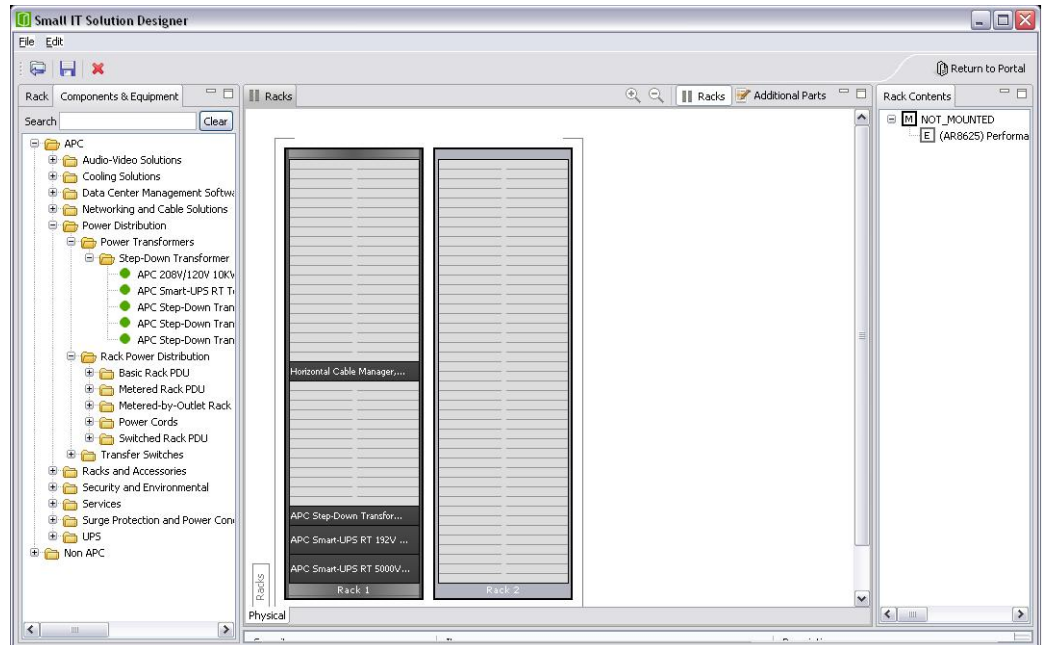 Small IT Solution Designer
File Edit
Return to Portal
Rack Components & Equipment
Search Clear
APC
Audio-Video Solutions
Cooling Solutions
Data Center Management Softwa
Networking and Cable Solutions
Power Distribution
Power Transformers
Step-Down Transformer
APC 208V/120V 10KV
APC Smart-UPS RT T
APC Step-Down Tran
APC Step-Down Tran
APC Step-Down Tran
Rack Power Distribution
Basic Rack PDU
Metered Rack PDU
Metered-by-Outlet Rack
Power Cords
Switched Rack PDU
Transfer Switches
Racks and Accessories
Security and Environmental
Services
Surge Protection and Power Con
UPS
Non APC
Racks
Racks Additional Parts
Horizontal Cable Manager,...
APC Step-Down Transfor...
APC Smart-UPS RT 192V ...
APC Smart-UPS RT 5000V...
Rack 1 Rack 2
Racks
Physical
Rack Contents
M NOT_MOUNTED
E (AR8625) Performa